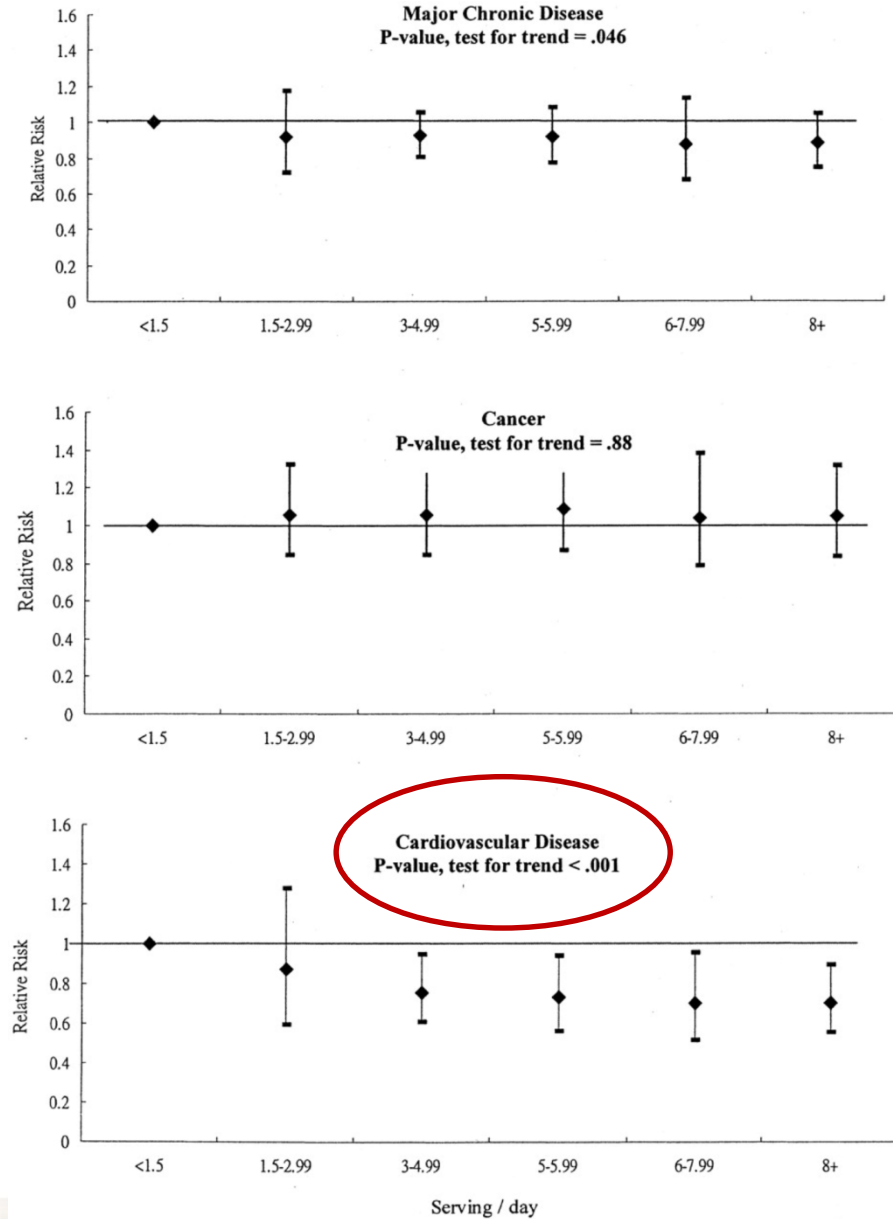 Major Chronic Disease
P-value, test for trend = .046
Relative Risk
1.6
1.4
1.2
1
0.8
0.6
0.4
0.2
0
<1.5 1.5-2.99 3-4.99 5-5.99 6-7.99 8+
Cancer
P-value, test for trend = .88
Relative Risk
1.6
1.4
1.2
1
0.8
0.6
0.4
0.2
0
<1.5 1.5-2.99 3-4.99 5-5.99 6-7.99 8+
Cardiovascular Disease
P-value, test for trend < .001
Relative Risk
1.6
1.4
1.2
1
0.8
0.6
0.4
0.2
0
<1.5 1.5-2.99 3-4.99 5-5.99 6-7.99 8+
Serving / day